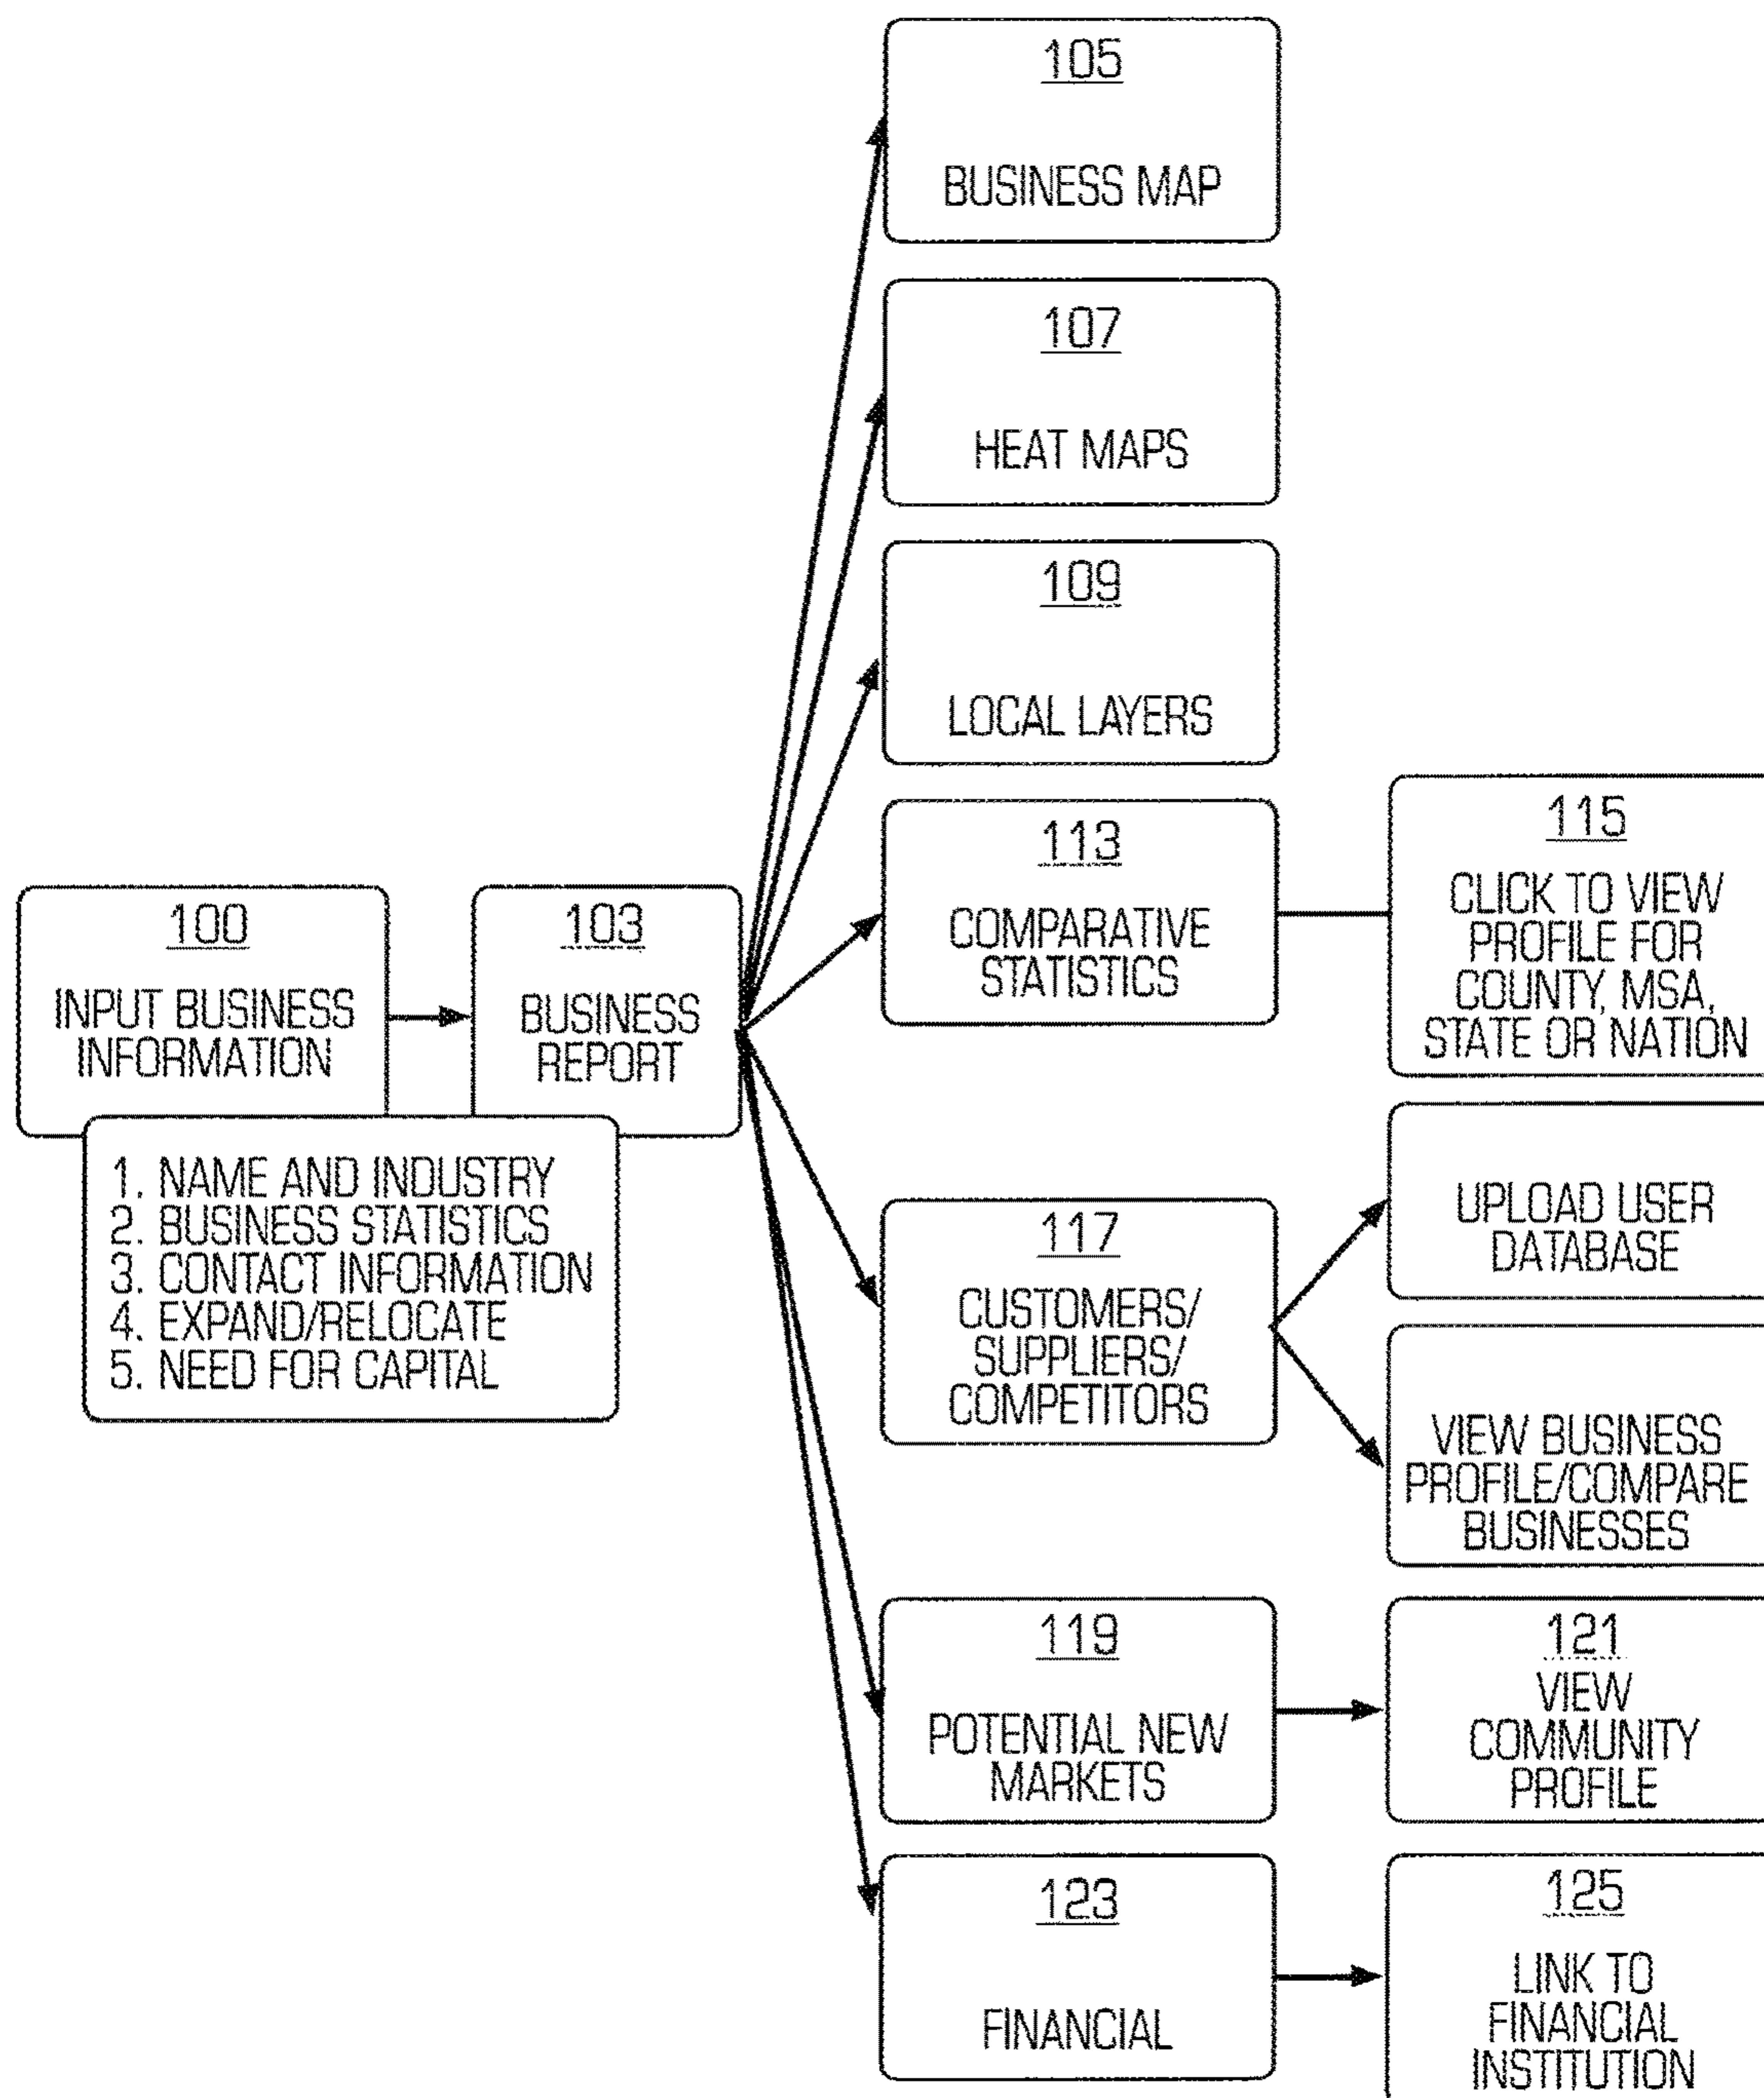 105
BUSINESS MAP
107
HEAT MAPS
109
LOCAL LAYERS
113
COMPARATIVE
STATISTICS
115
CLICK TO VIEW
PROFILE FOR
COUNTY, MSA,
STATE OR NATION
100
INPUT BUSINESS
INFORMATION
103
BUSINESS
REPORT
1. NAME AND INDUSTRY
2. BUSINESS STATISTICS
3. CONTACT INFORMATION
4. EXPAND/RELOCATE
5. NEED FOR CAPITAL
117
CUSTOMERS/
SUPPLIERS/
COMPETITORS
UPLOAD USER
DATABASE
VIEW BUSINESS
PROFILE/COMPARE
BUSINESSES
119
POTENTIAL NEW
MARKETS
121
VIEW
COMMUNITY
PROFILE
123
FINANCIAL
125
LINK TO
FINANCIAL
INSTITUTION